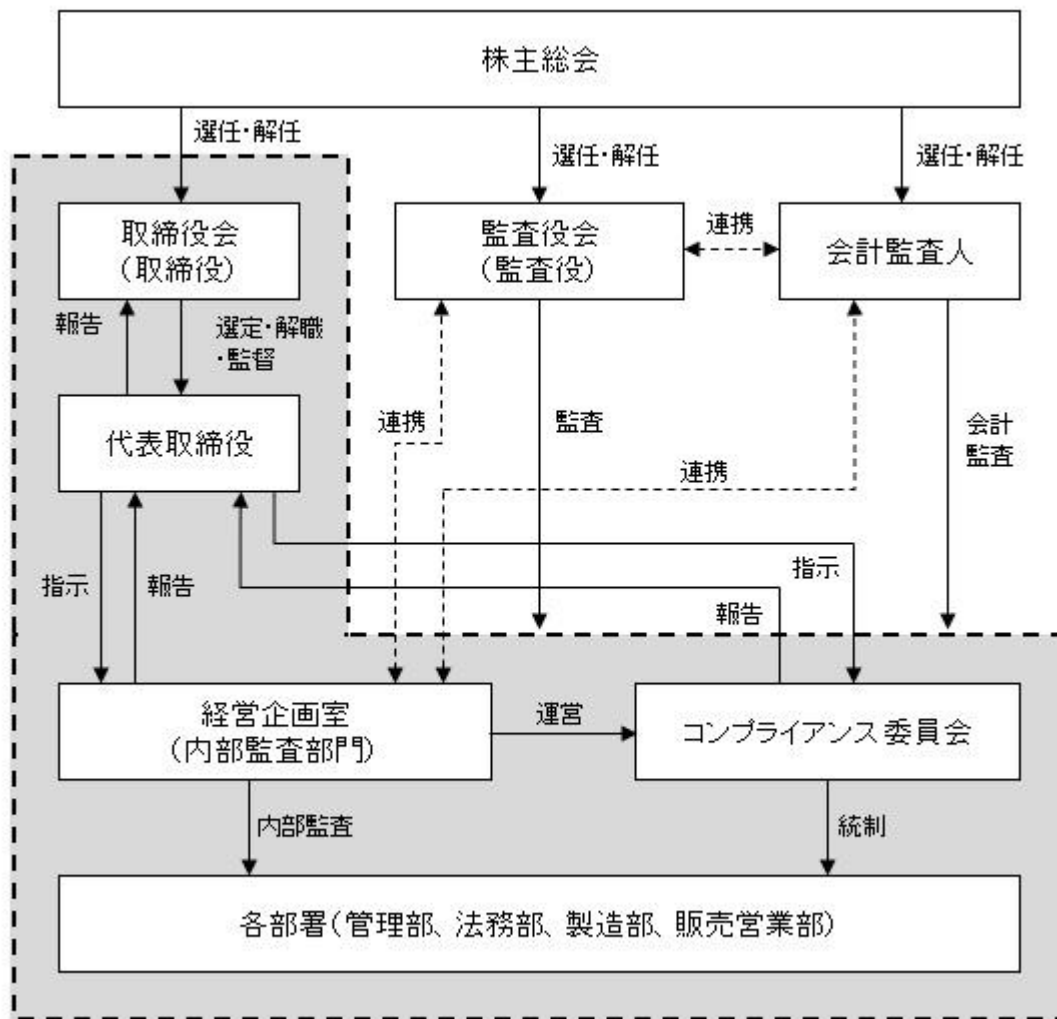 株主総会
選任・解任
選任・解任
選任・解任
取締役会
(取締役)
監査役会
(監査役)
連携
会計監査人
報告
選定・解職
・監督
代表取締役
連携
監査
会計
監査
連携
指示
報告
指示
報告
経営企画室
(内部監査部門)
運営
コンプライアンス委員会
内部監査
統制
各部署(管理部、法務部、製造部、販売営業部)